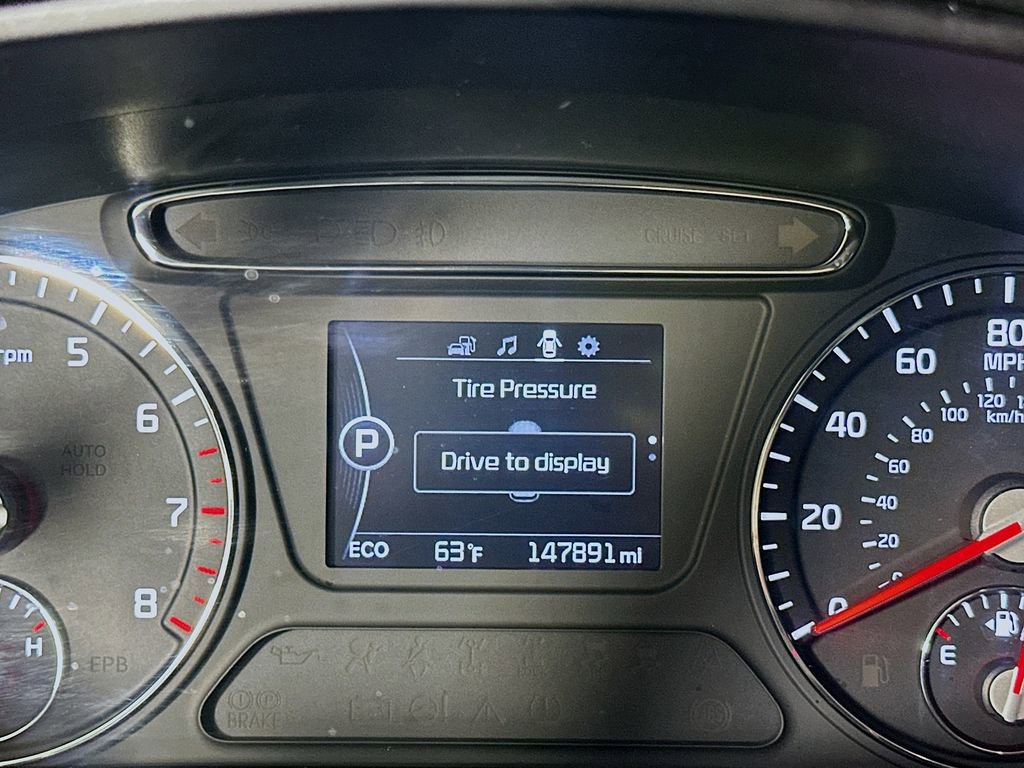 CRUISE SET
rpm
5
6
7
8
AUTO
HOLD
H
EPB
Tire Pressure
P
Drive to display
ECO 63°F 147891 mi
BRAKE
80
MPH
60
40
20
0
120
km/h
100
80
60
40
20
0
E